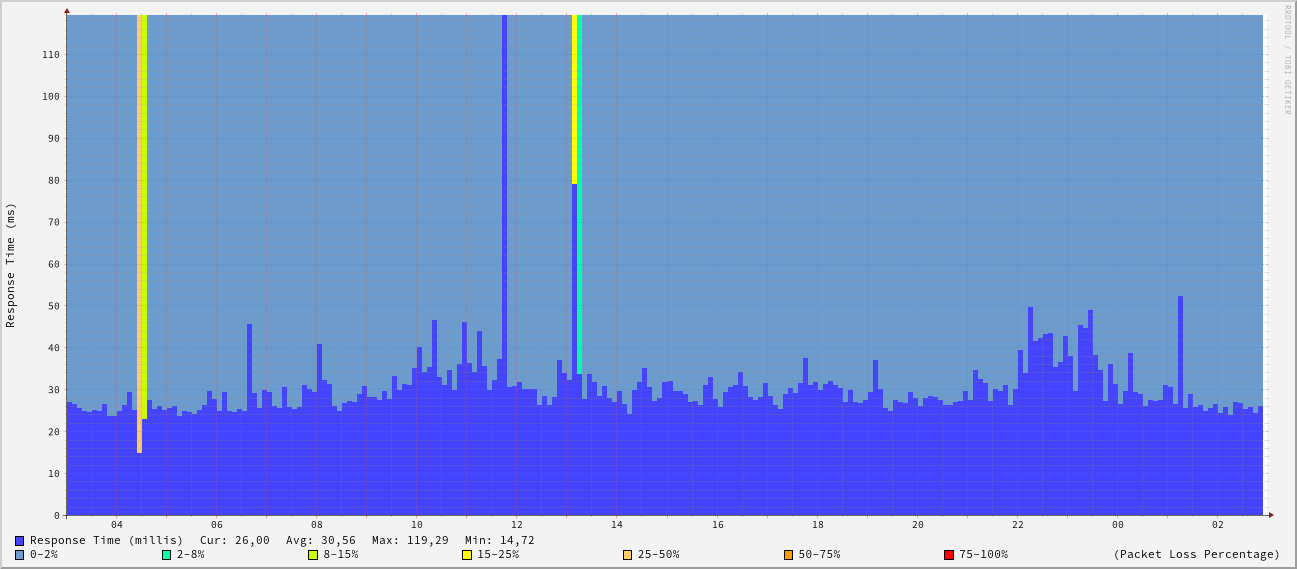 RRDTOOL / TOBI OETIKER
Response Time (ms)
110
100
90
80
70
60
50
40
30
20
10
0
04 06 08 10 12 14 16 18 20 22 00 02
Response Time (millis) Cur: 26,00 Avg: 30,56 Max: 119,29 Min: 14,72
0-2% 2-8% 8-15% 15-25% 25-50% 50-75% 75-100% (Packet Loss Percentage)